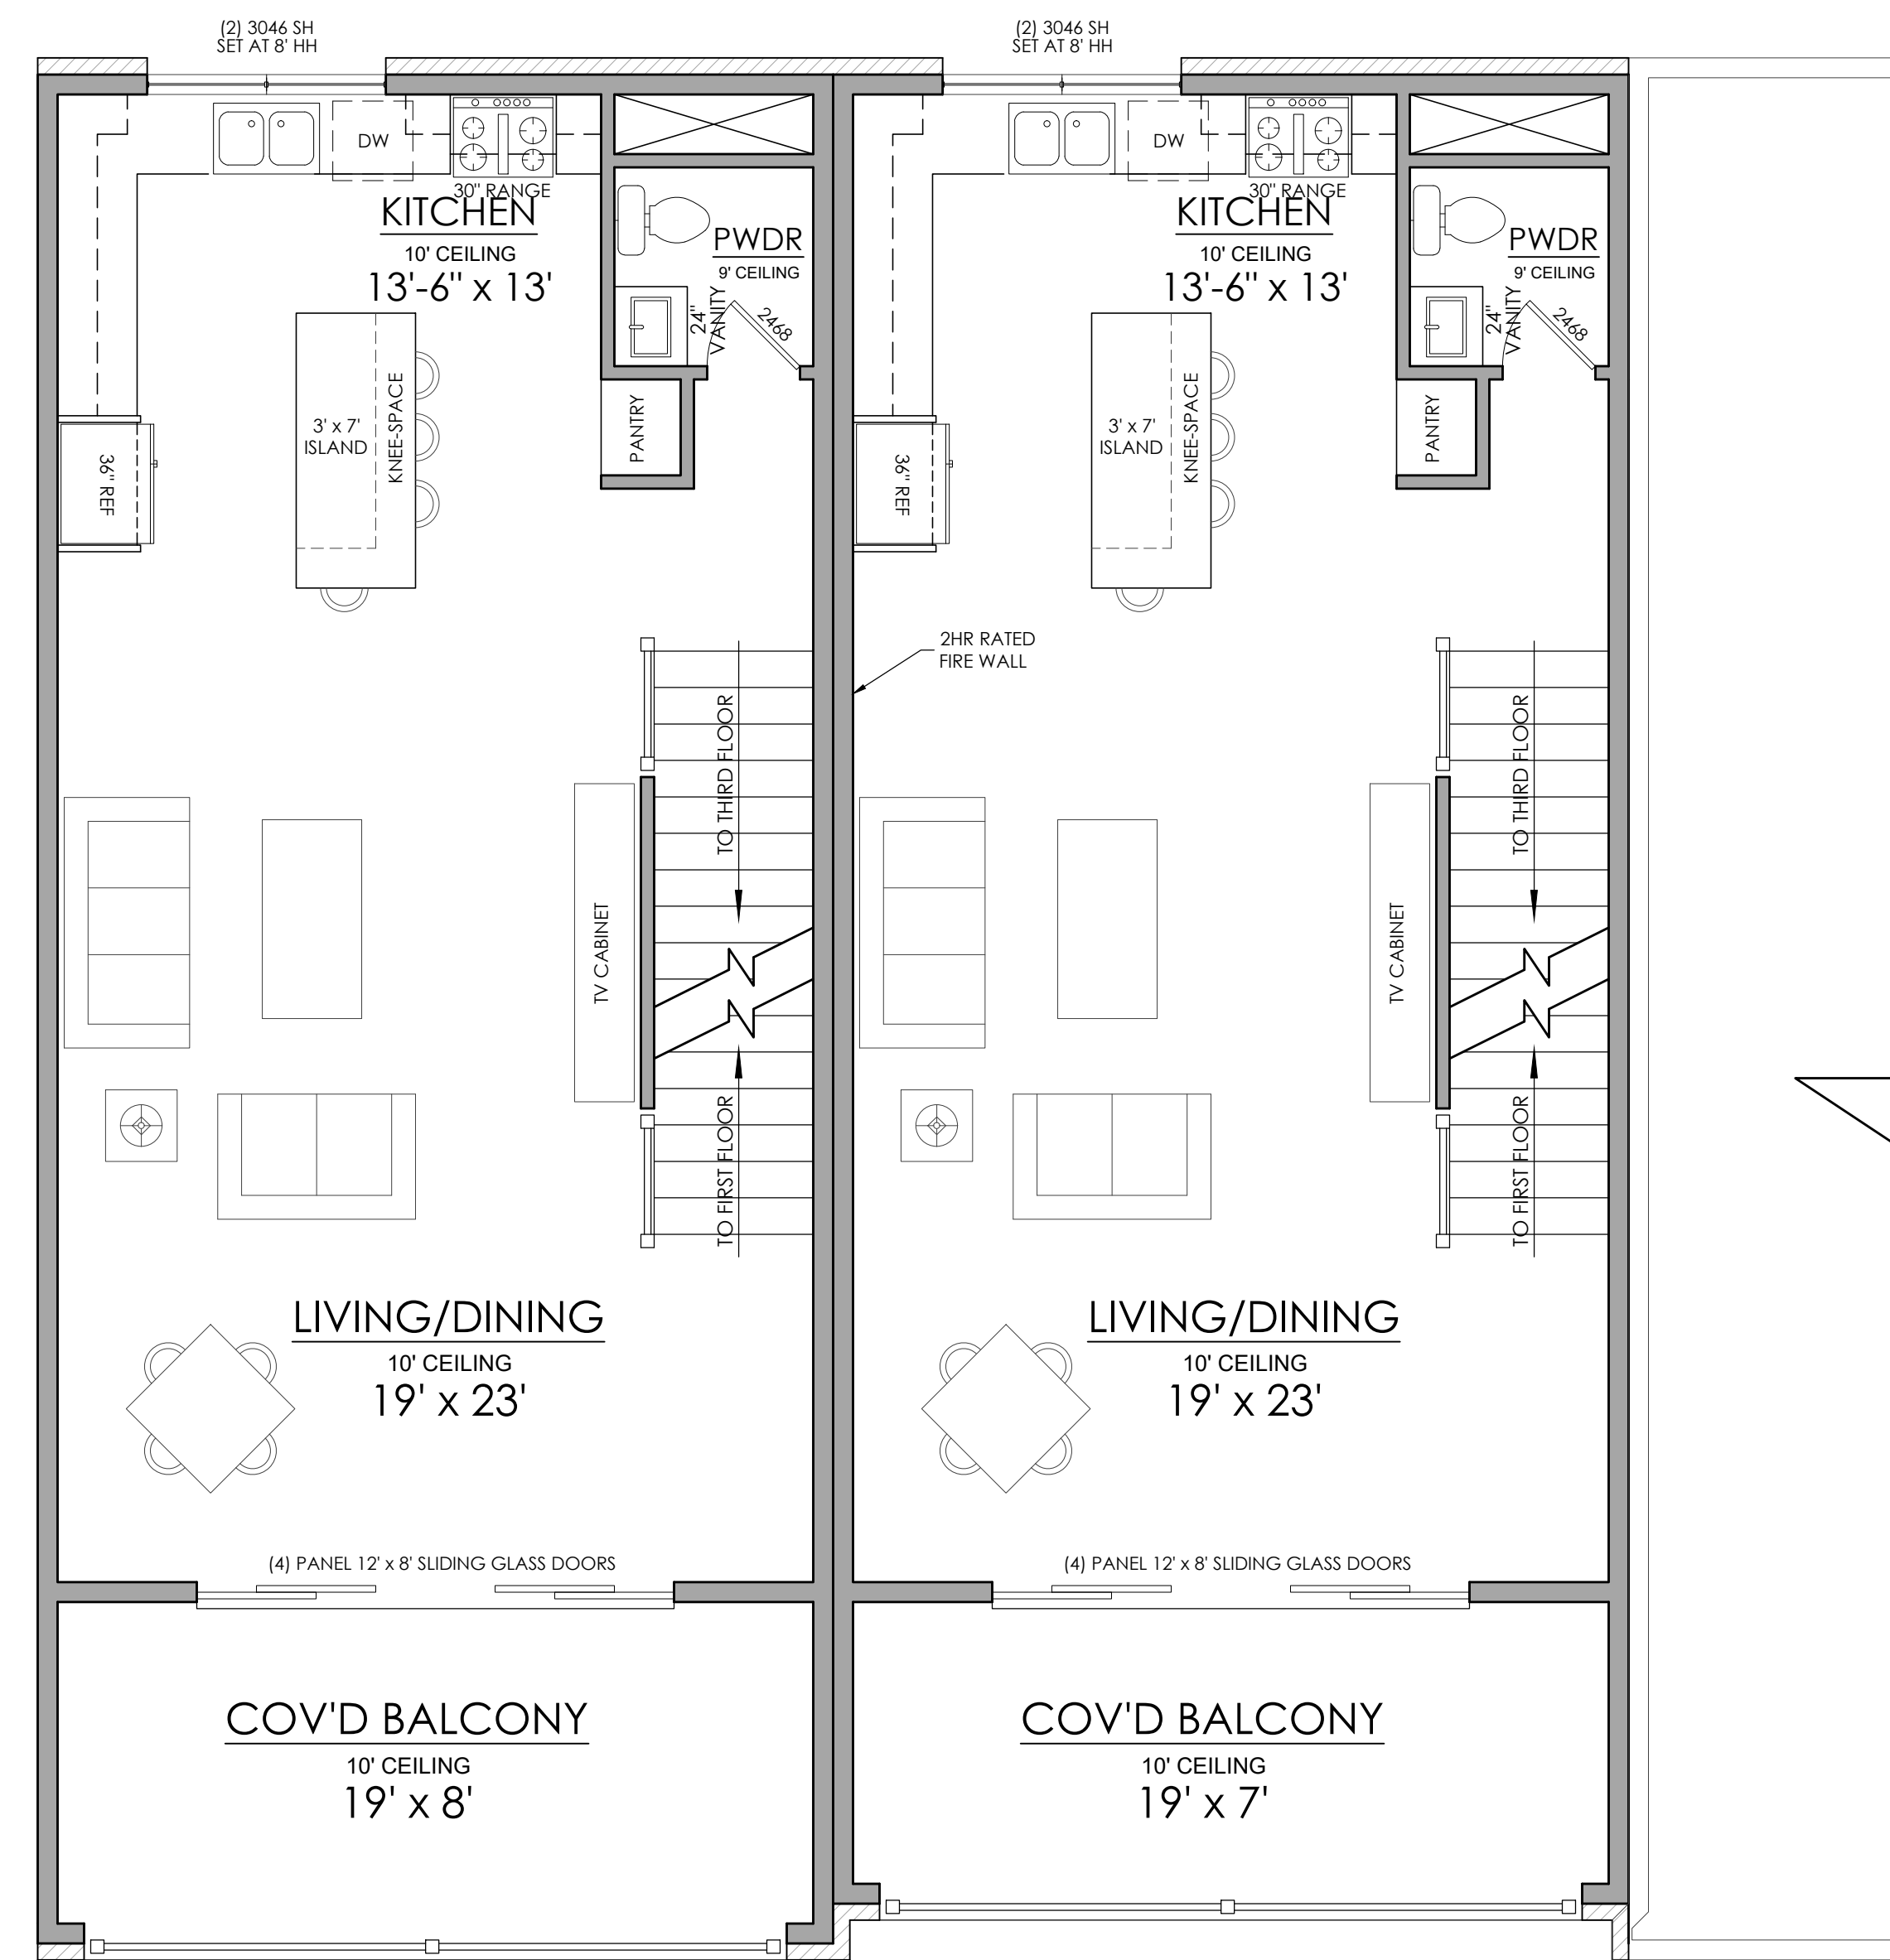 (2) 3046 SH
SET AT 8' HH
DW
30" RANGE
KITCHEN
10' CEILING
13'-6" x 13'
PWDR
9' CEILING
24"
VANITY
2468
PANTRY
3' x 7'
ISLAND
KNEE-SPACE
36" REF
TO THIRD FLOOR
TV CABINET
TO FIRST FLOOR
LIVING/DINING
10' CEILING
19' x 23'
(4) PANEL 12' x 8' SLIDING GLASS DOORS
COV'D BALCONY
10' CEILING
19' x 8'
(2) 3046 SH
SET AT 8' HH
DW
30" RANGE
KITCHEN
10' CEILING
13'-6" x 13'
PWDR
9' CEILING
24"
VANITY
2468
PANTRY
3' x 7'
ISLAND
KNEE-SPACE
36" REF
2HR RATED
FIRE WALL
TO THIRD FLOOR
TV CABINET
TO FIRST FLOOR
LIVING/DINING
10' CEILING
19' x 23'
(4) PANEL 12' x 8' SLIDING GLASS DOORS
COV'D BALCONY
10' CEILING
19' x 7'